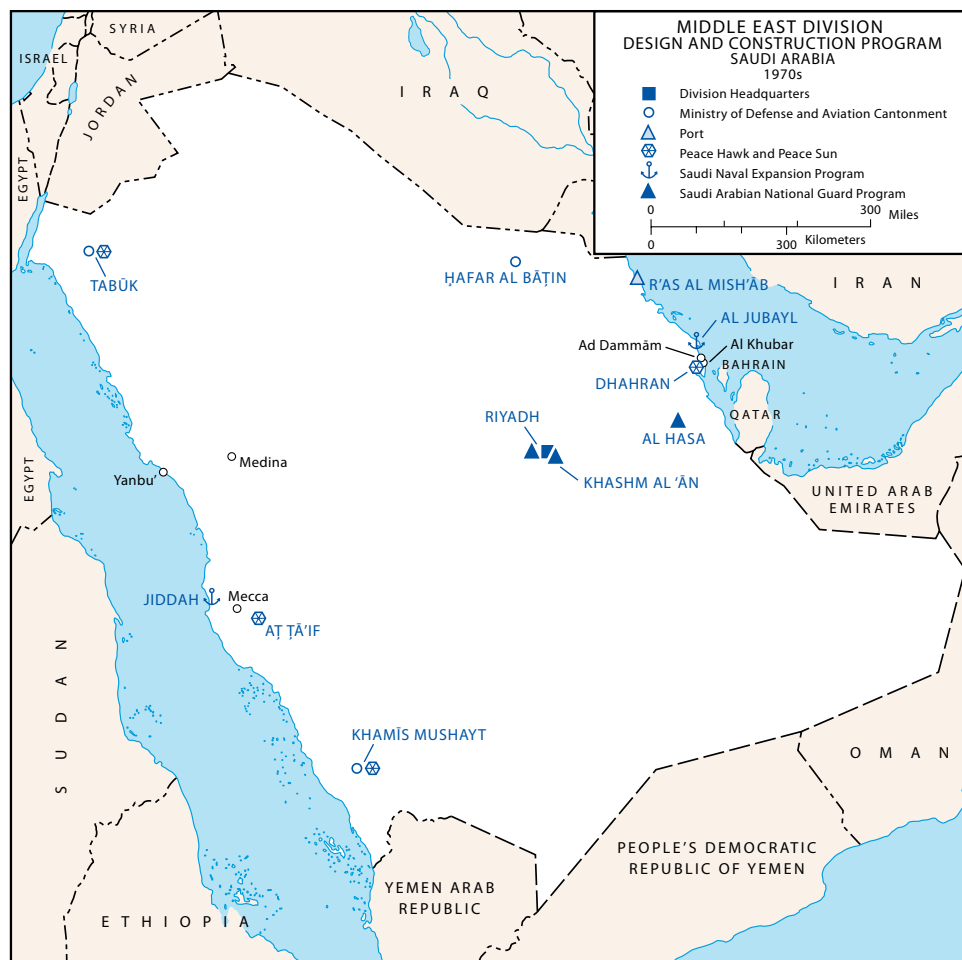 MIDDLE EAST DIVISION
DESIGN AND CONSTRUCTION PROGRAM
SAUDI ARABIA
1970s
Division Headquarters
Ministry of Defense and Aviation Cantonment
Port
Peace Hawk and Peace Sun
Saudi Naval Expansion Program
Saudi Arabian National Guard Program
0 300 Miles
0 300
Kilometers
SYRIA
ISRAEL
JORDAN
IRAQ
EGYPT
TABŪK
ḤAFAR AL BĀṬIN
R'AS AL MISH'ĀB
IRAN
AL JUBAYL
Ad Dammām
Al Khubar
BAHRAIN
DHAHRAN
QATAR
RIYADH
AL HASA
Medina
Yanbu'
KHASHM AL 'ĀN
EGYPT
UNITED ARAB
EMIRATES
JIDDAH
Mecca
AṬ ṬĀ'IF
SUDAN
KHAMĪS MUSHAYT
OMAN
PEOPLE'S DEMOCRATIC
REPUBLIC OF YEMEN
YEMEN ARAB
REPUBLIC
ETHIOPIA